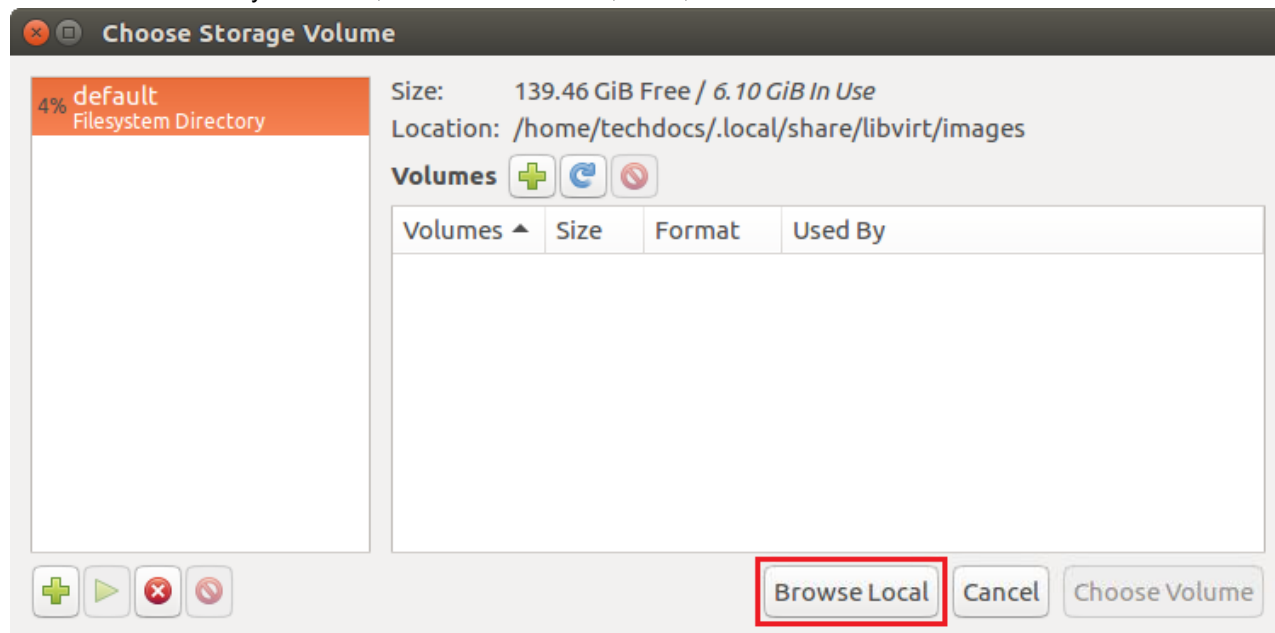 Choose Storage Volume
4% default
Filesystem Directory
Size: 139.46 GiB Free / 6.10 GiB In Use
Location: /home/techdocs/.local/share/libvirt/images
Volumes
Volumes Size Format Used By
Browse Local Cancel Choose Volume